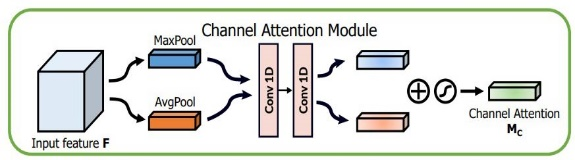 Channel Attention Module
MaxPool
AvgPool
Conv 1D
Conv 1D
Input feature F
Channel Attention
Mc